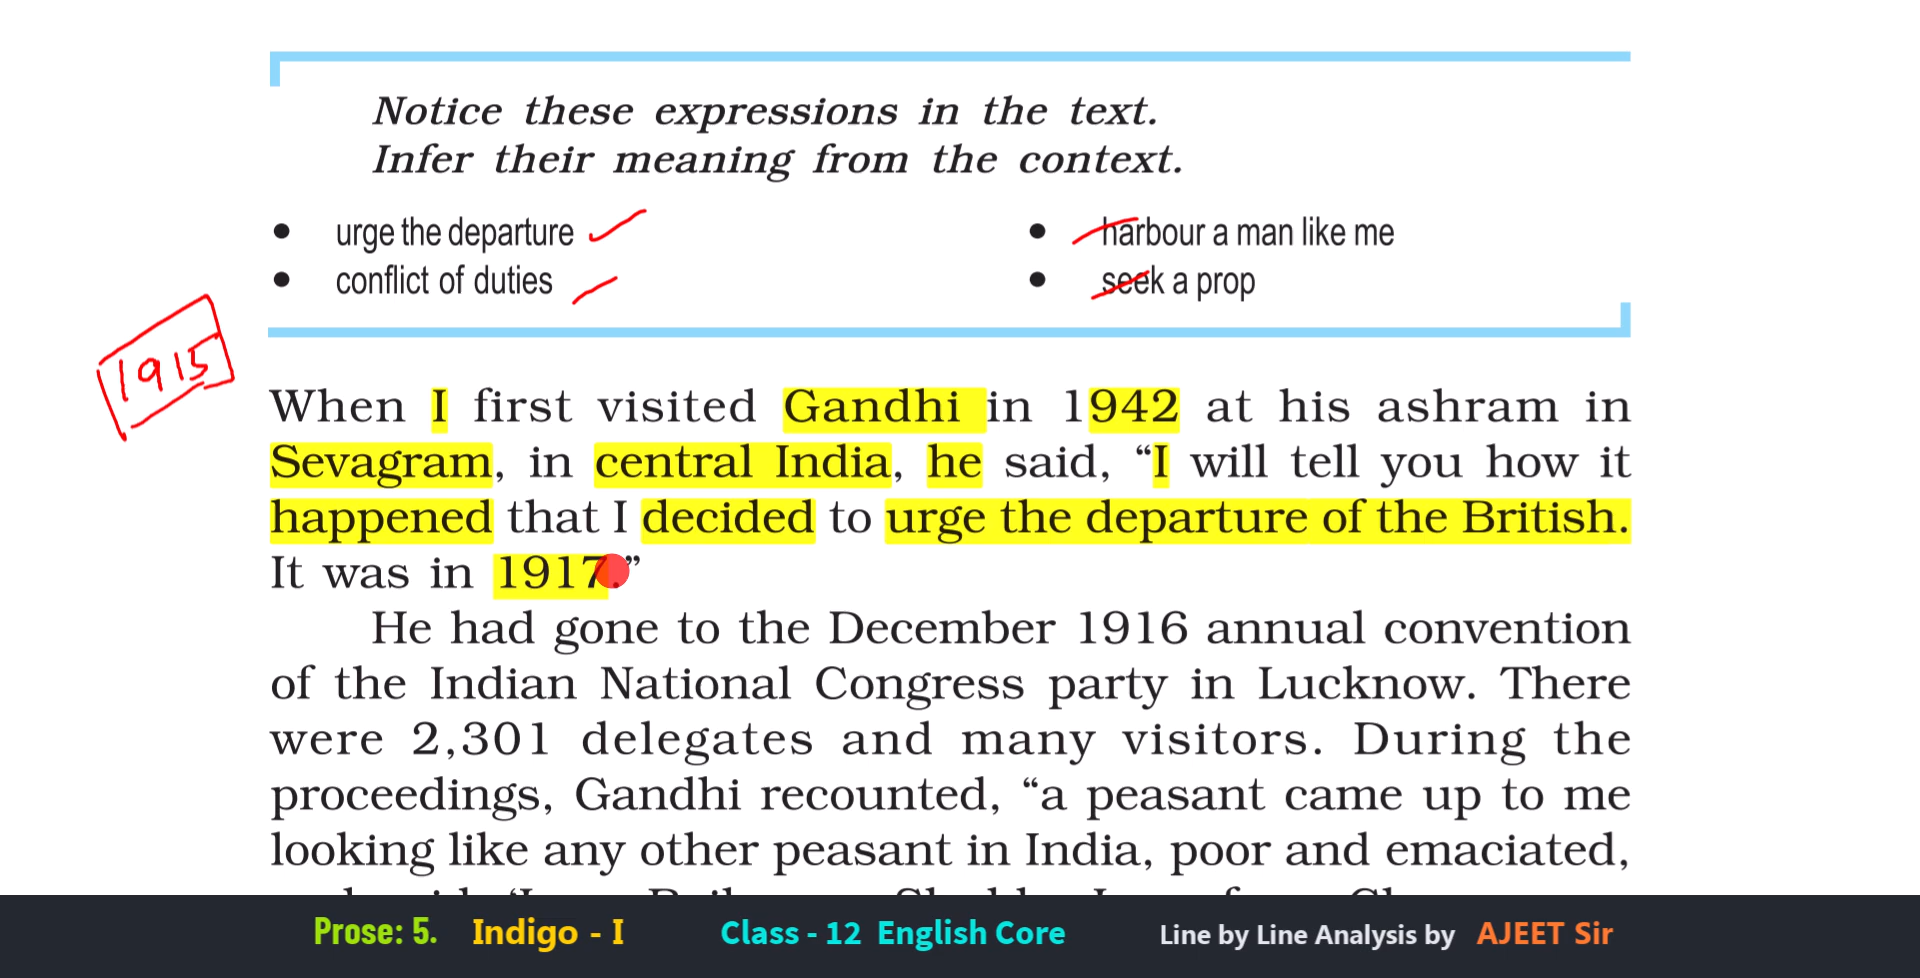 Notice these expressions in the text.
Infer their meaning from the context.
• urge the departure
• harbour a man like me
• conflict of duties
• seek a prop
1915
When I first visited Gandhi in 1942 at his ashram in
Sevagram, in central India, he said, “I will tell you how it
happened that I decided to urge the departure of the British.
It was in 1917.”
He had gone to the December 1916 annual convention
of the Indian National Congress party in Lucknow. There
were 2,301 delegates and many visitors. During the
proceedings, Gandhi recounted, “a peasant came up to me
looking like any other peasant in India, poor and emaciated,
Prose: 5. Indigo - I Class - 12 English Core Line by Line Analysis by AJEET Sir